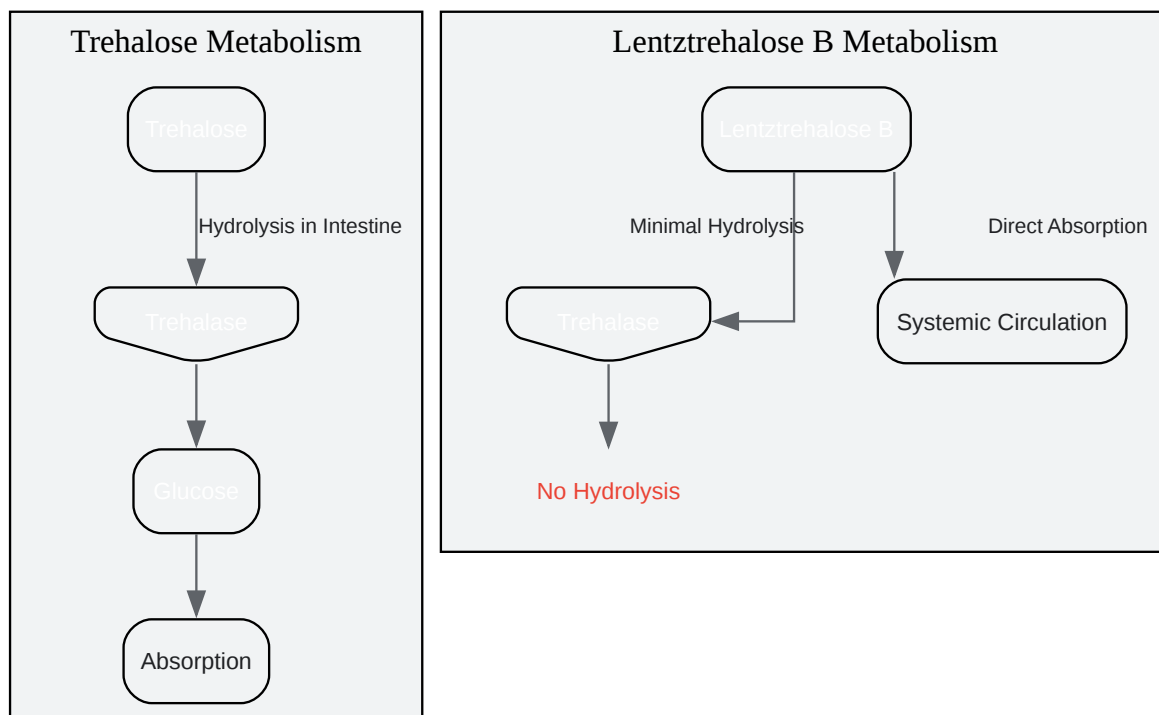 Trehalose Metabolism
Trehalose
Hydrolysis in Intestine
Trehalase
Glucose
Absorption
Lentztrehalose B Metabolism
Lentztrehalose B
Minimal Hydrolysis
Direct Absorption
Trehalase
Systemic Circulation
No Hydrolysis